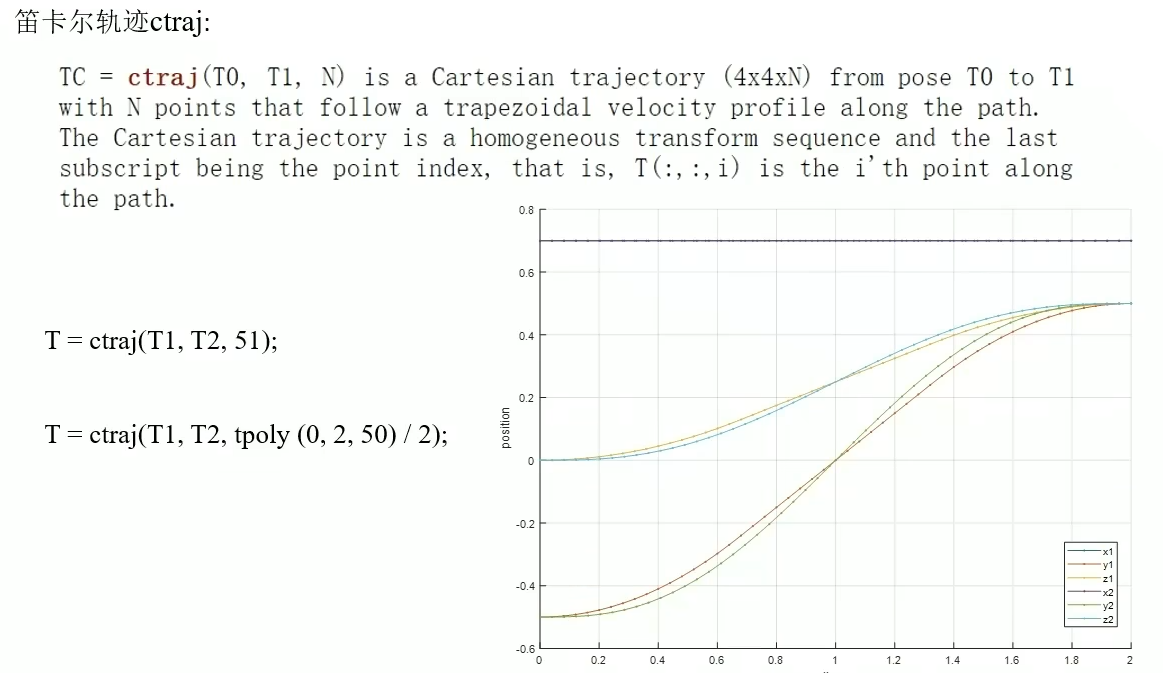 笛卡尔轨迹ctraj:
TC = ctraj(T0, T1, N) is a Cartesian trajectory (4x4xN) from pose T0 to T1
with N points that follow a trapezoidal velocity profile along the path.
The Cartesian trajectory is a homogeneous transform sequence and the last
subscript being the point index, that is, T(:,:,i) is the i'th point along
the path.
T = ctraj(T1, T2, 51);
T = ctraj(T1, T2, tpoly (0, 2, 50) / 2);
position
0.8
0.6
0.4
0.2
0
-0.2
-0.4
-0.6
0 0.2 0.4 0.6 0.8 1 1.2 1.4 1.6 1.8 2
x1
y1
z1
x2
y2
z2